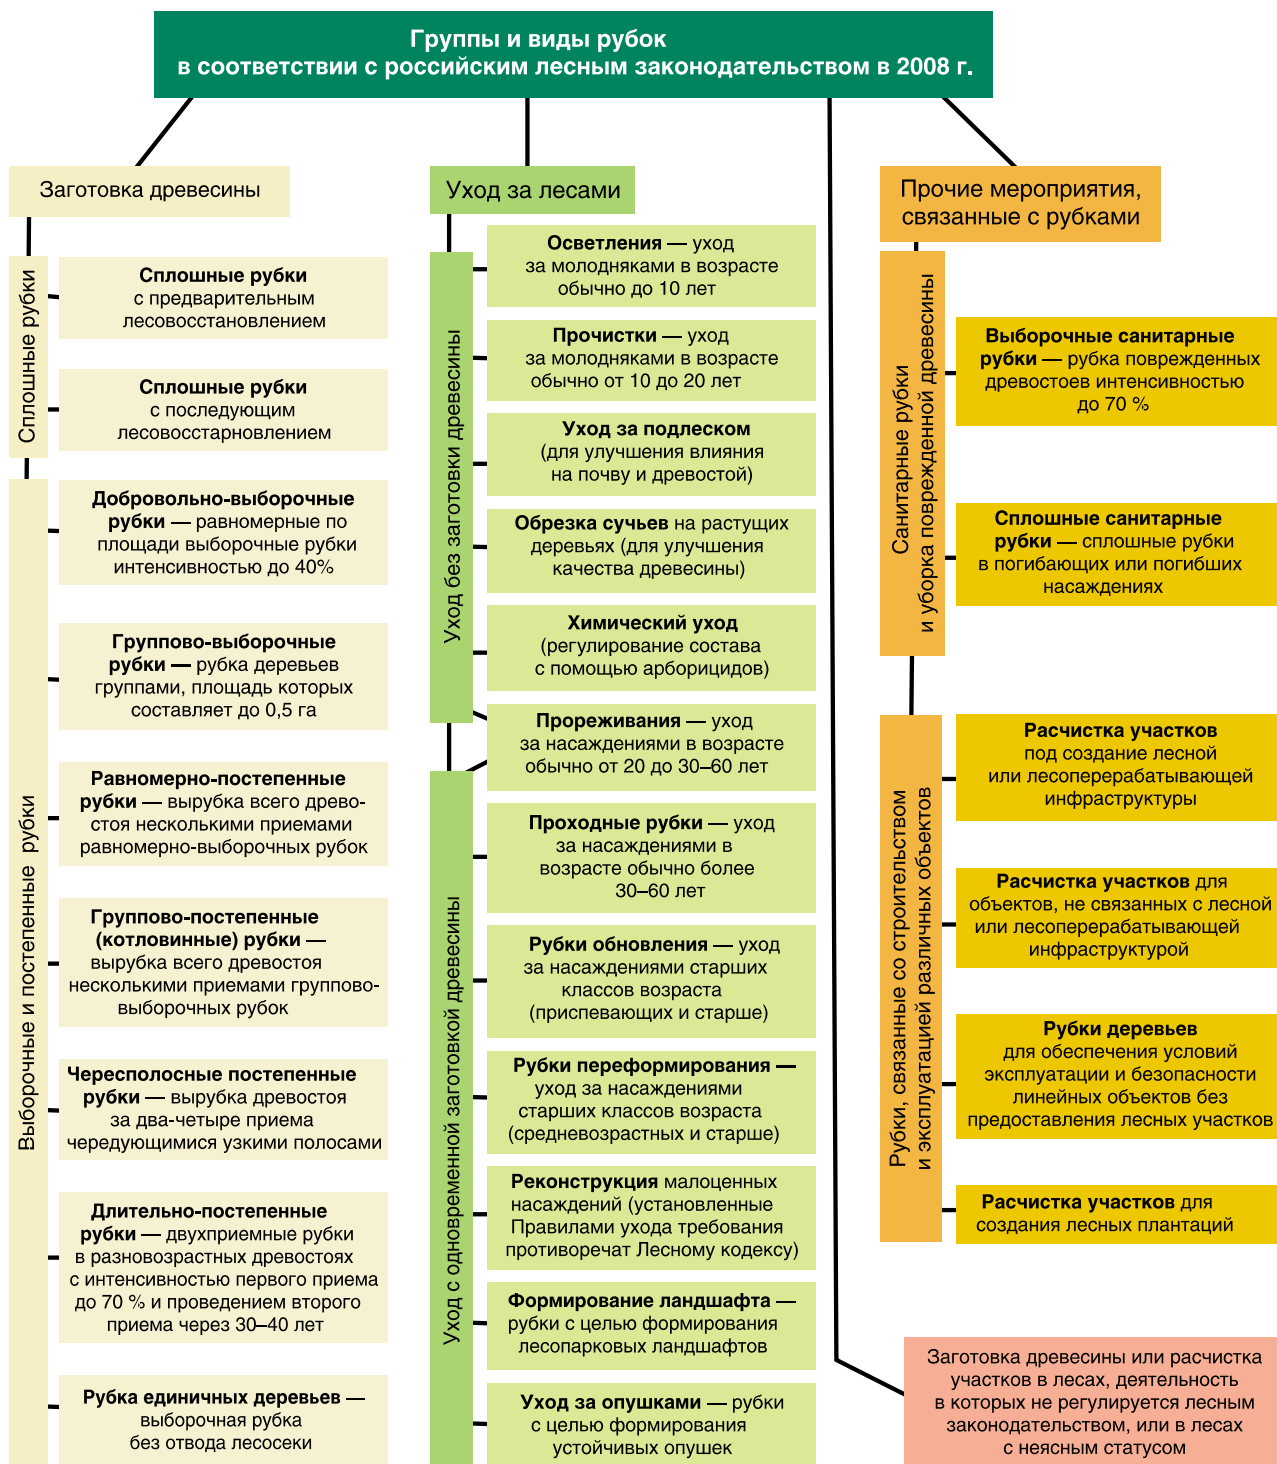 Группы и виды рубок
в соответствии с российским лесным законодательством в 2008 г.
Заготовка древесины
Сплошные рубки
Сплошные рубки
с предварительным
лесовосстановлением
Сплошные рубки
с последующим
лесовосстарновлением
Выборочные и постепенные рубки
Добровольно-выборочные
рубки — равномерные по
площади выборочные рубки
интенсивностью до 40%
Группово-выборочные
рубки — рубка деревьев
группами, площадь которых
составляет до 0,5 га
Равномерно-постепенные
рубки — вырубка всего древо-
стоя несколькими приемами
равномерно-выборочных рубок
Группово-постепенные
(котловинные) рубки —
вырубка всего древостоя
несколькими приемами группово-
выборочных рубок
Чересполосные постепенные
рубки — вырубка древостоя
за два-четыре приема
чередующимися узкими полосами
Длительно-постепенные
рубки — двухприемные рубки
в разновозрастных древостоях
с интенсивностью первого приема
до 70 % и проведением второго
приема через 30–40 лет
Рубка единичных деревьев —
выборочная рубка
без отвода лесосеки
Уход за лесами
Уход без заготовки древесины
Осветления — уход
за молодняками в возрасте
обычно до 10 лет
Прочистки — уход
за молодняками в возрасте
обычно от 10 до 20 лет
Уход за подлеском
(для улучшения влияния
на почву и древостой)
Обрезка сучьев на растущих
деревьях (для улучшения
качества древесины)
Химический уход
(регулирование состава
с помощью арборицидов)
Прореживания — уход
за насаждениями в возрасте
обычно от 20 до 30–60 лет
Уход с одновременной заготовкой древесины
Проходные рубки — уход
за насаждениями в
возрасте обычно более
30–60 лет
Рубки обновления — уход
за насаждениями старших
классов возраста
(приспевающих и старше)
Рубки переформирования —
уход за насаждениями
старших классов возраста
(средневозрастных и старше)
Реконструкция малоценных
насаждений (установленные
Правилами ухода требования
противоречат Лесному кодексу)
Формирование ландшафта —
рубки с целью формирования
лесопарковых ландшафтов
Уход за опушками — рубки
с целью формирования
устойчивых опушек
Прочие мероприятия,
связанные с рубками
Санитарные рубки
и уборка поврежденной древесины
Выборочные санитарные
рубки — рубка поврежденных
древостоев интенсивностью
до 70 %
Сплошные санитарные
рубки — сплошные рубки
в погибающих или погибших
насаждениях
Рубки, связанные со строительством
и эксплуатацией различных объектов
Расчистка участков
под создание лесной
или лесоперерабатывающей
инфраструктуры
Расчистка участков для
объектов, не связанных с лесной
или лесоперерабатывающей
инфраструктурой
Рубки деревьев
для обеспечения условий
эксплуатации и безопасности
линейных объектов без
предоставления лесных участков
Расчистка участков для
создания лесных плантаций
Заготовка древесины или расчистка
участков в лесах, деятельность
в которых не регулируется лесным
законодательством, или в лесах
с неясным статусом